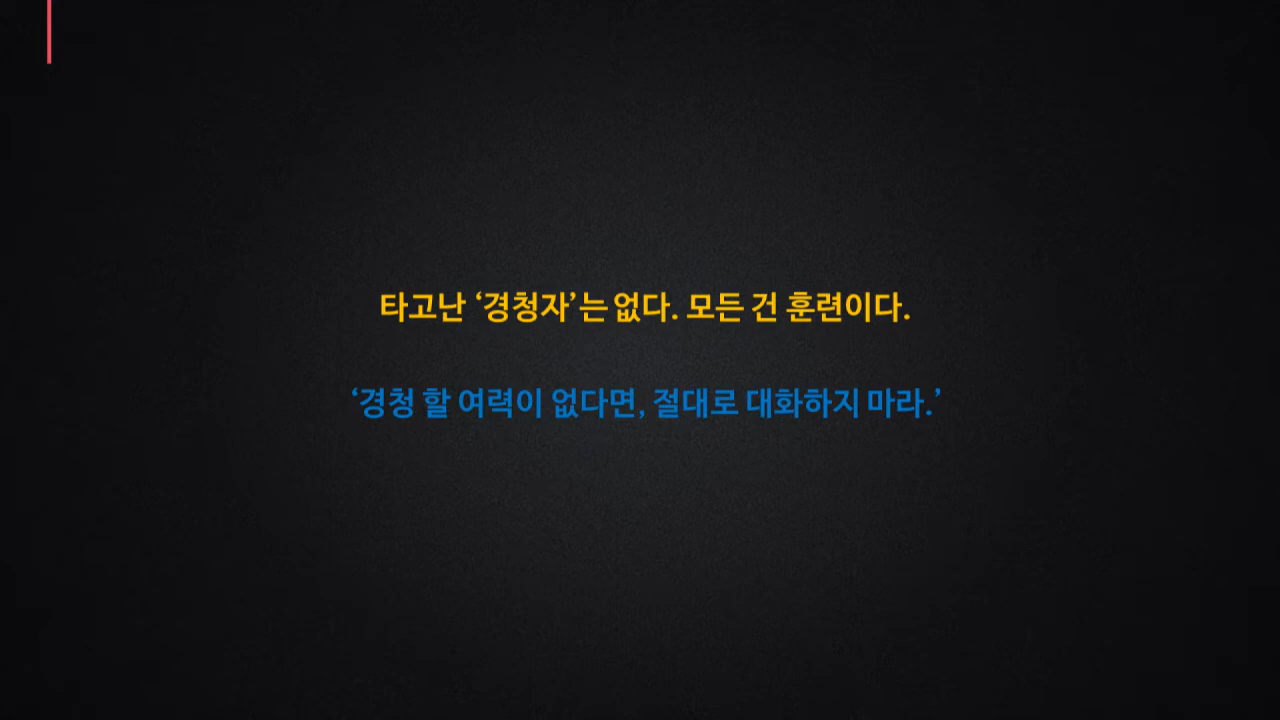 타고난 ‘경청자’는 없다. 모든 건 훈련이다.
‘경청 할 여력이 없다면, 절대로 대화하지 마라.’